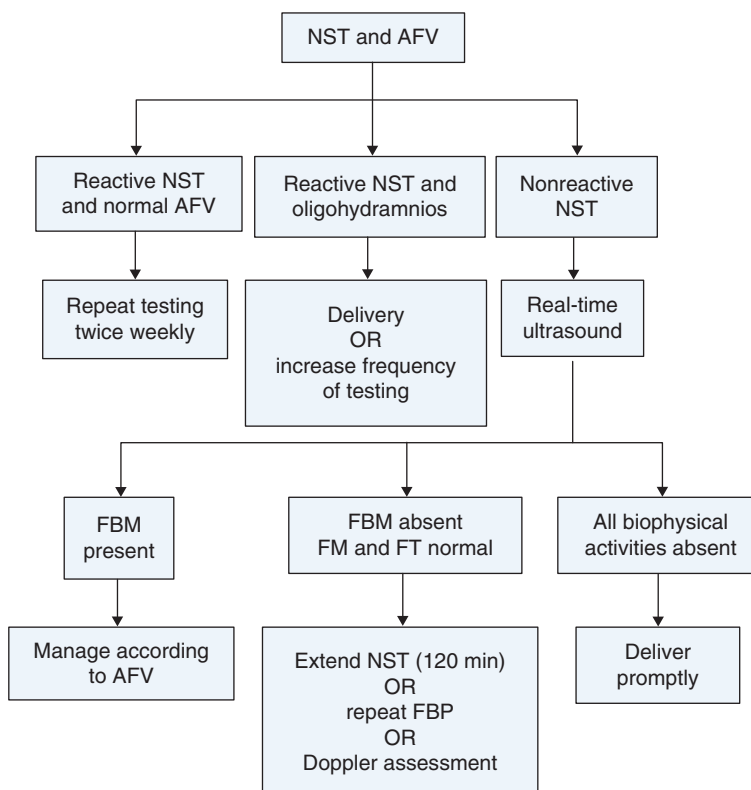 NST and AFV
Reactive NST
and normal AFV
Reactive NST and
oligohydramnios
Nonreactive
NST
Repeat testing
twice weekly
Delivery
OR
increase frequency
of testing
Real-time
ultrasound
FBM
present
FBM absent
FM and FT normal
All biophysical
activities absent
Manage according
to AFV
Extend NST (120 min)
OR
repeat FBP
OR
Doppler assessment
Deliver
promptly